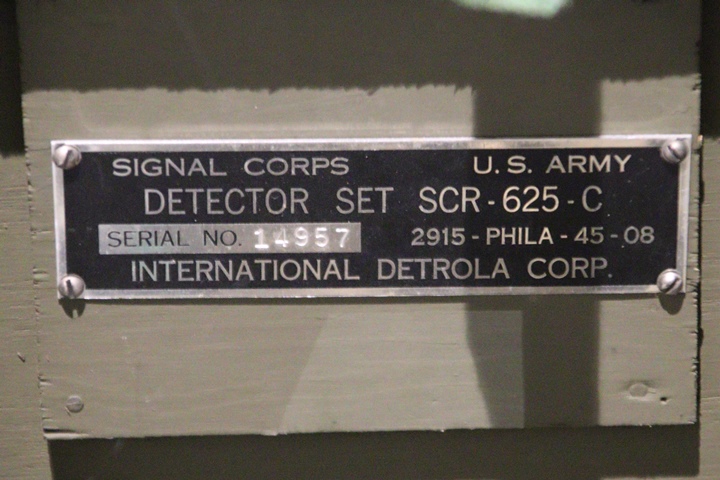 SIGNAL CORPS U.S. ARMY
DETECTOR SET SCR-625-C
SERIAL NO. 14957 2915-PHILA-45-08
INTERNATIONAL DETROLA CORP.